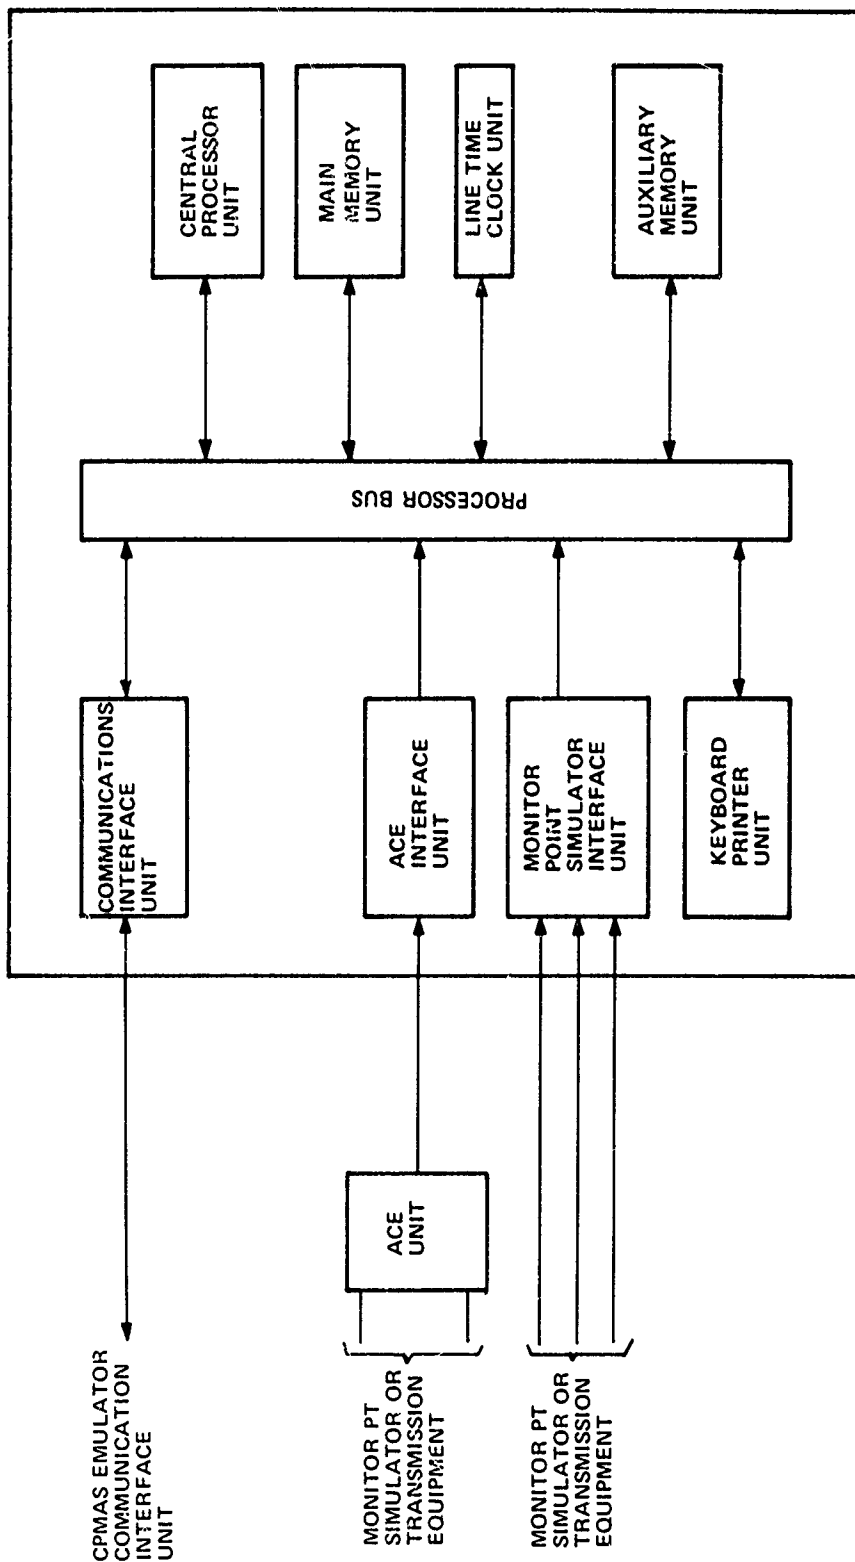 CPMAS EMULATOR
COMMUNICATION
INTERFACE
UNIT
MONITOR PT
SIMULATOR OR
TRANSMISSION
EQUIPMENT
MONITOR PT
SIMULATOR OR
TRANSMISSION
EQUIPMENT
ACE
UNIT
COMMUNICATIONS
INTERFACE
UNIT
ACE
INTERFACE
UNIT
MONITOR
POINT
SIMULATOR
INTERFACE
UNIT
KEYBOARD
PRINTER
UNIT
PROCESSOR BUS
CENTRAL
PROCESSOR
UNIT
MAIN
MEMORY
UNIT
LINE TIME
CLOCK UNIT
AUXILIARY
MEMORY
UNIT